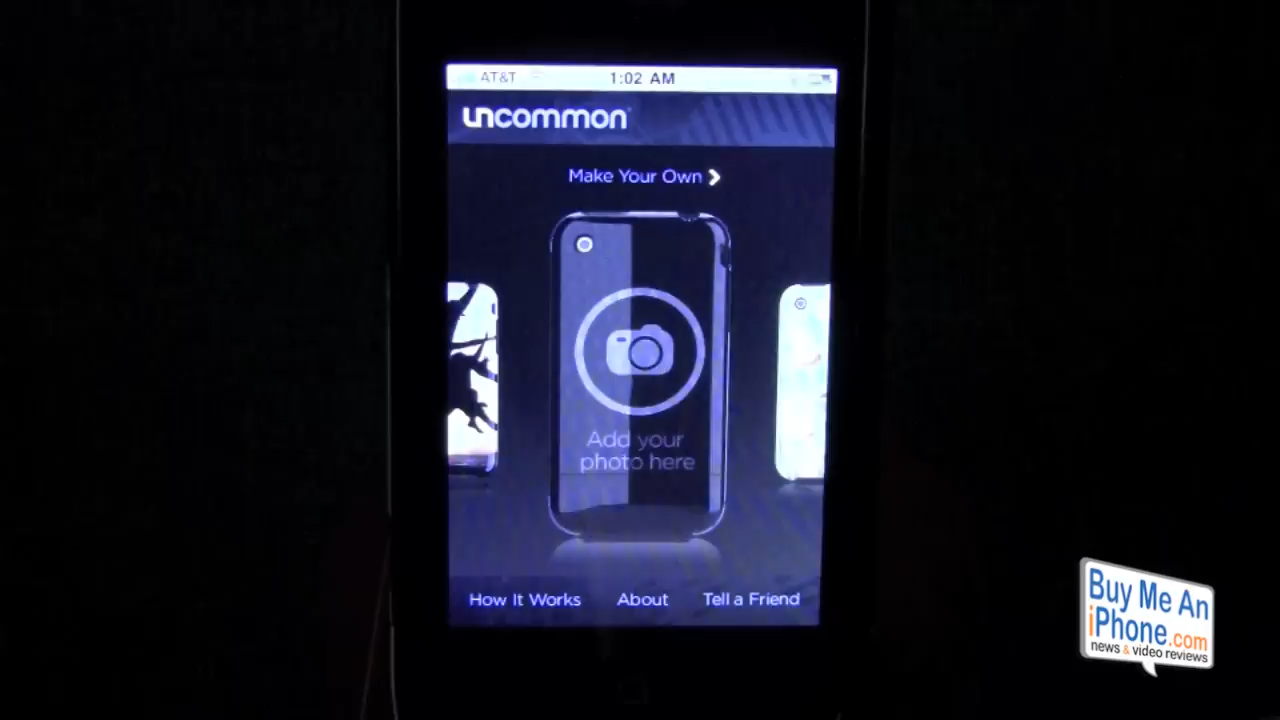 AT&T
1:02 AM
uncommon
Make Your Own
Add your
photo here
How It Works
About
Tell a Friend
Buy Me An
iPhone.com
news & video reviews